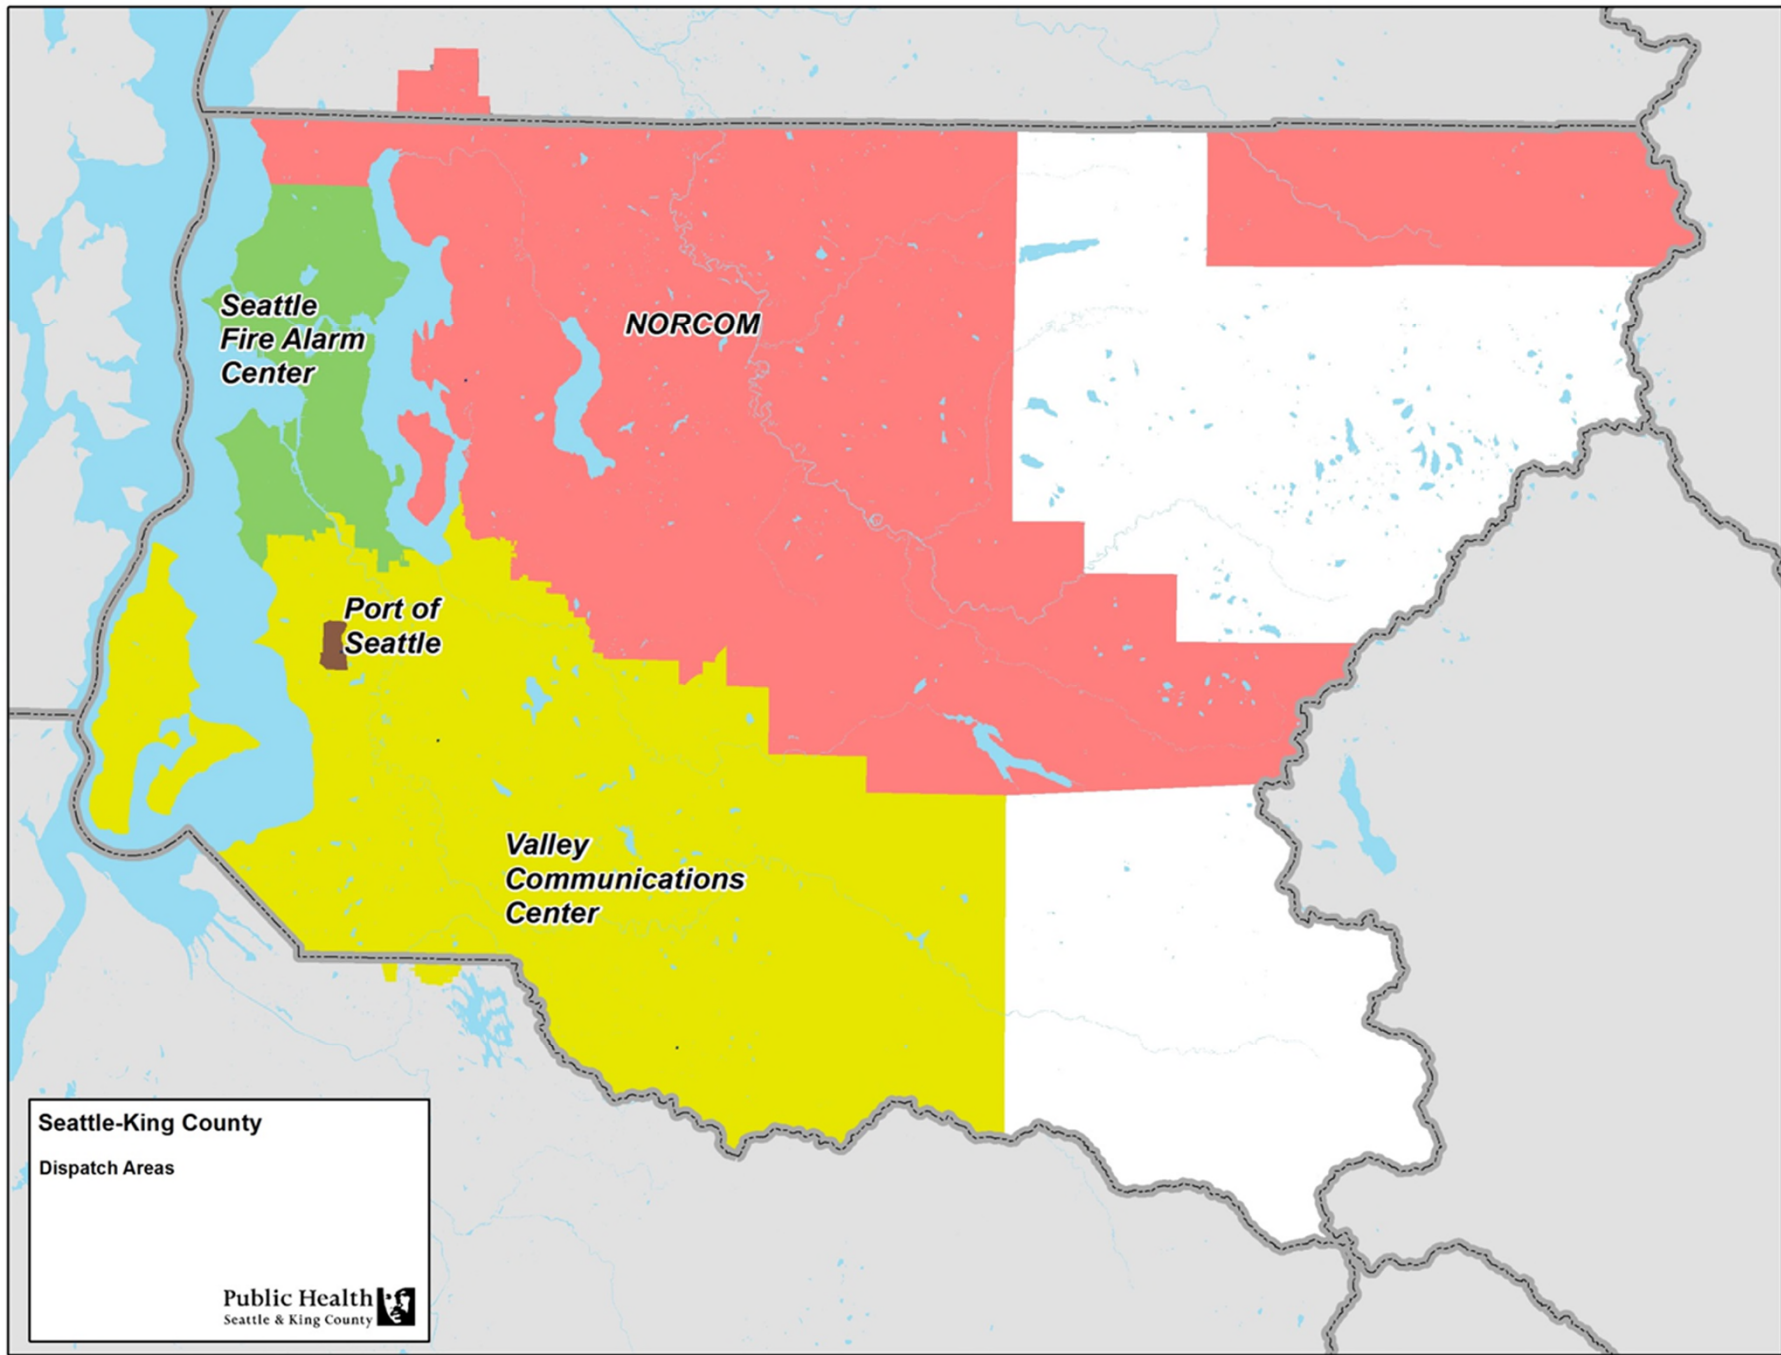 Seattle
Fire Alarm
Center
NORCOM
Port of
Seattle
Valley
Communications
Center
Seattle-King County
Dispatch Areas
Public Health
Seattle & King County